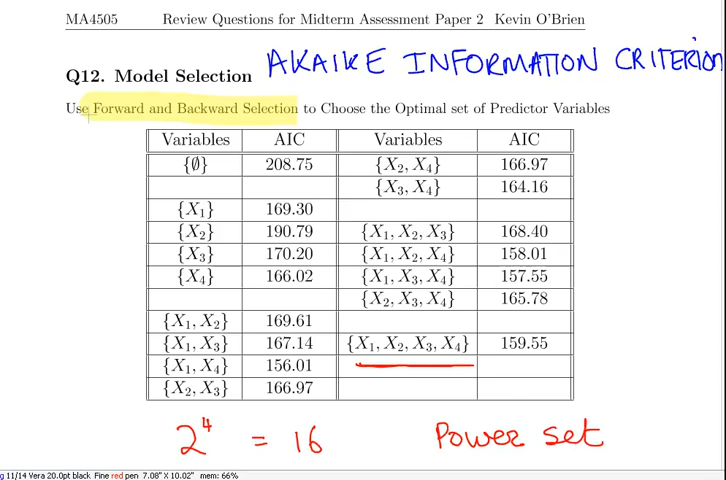 MA4505 Review Questions for Midterm Assessment Paper 2 Kevin O'Brien
Q12. Model Selection AKAIKE INFORMATION CRITERION
Use Forward and Backward Selection to Choose the Optimal set of Predictor Variables
Variables AIC Variables AIC
{∅} 208.75 {X2, X4} 166.97
{X3, X4} 164.16
{X1} 169.30
{X2} 190.79 {X1, X2, X3} 168.40
{X3} 170.20 {X1, X2, X4} 158.01
{X4} 166.02 {X1, X3, X4} 157.55
{X2, X3, X4} 165.78
{X1, X2} 169.61
{X1, X3} 167.14 {X1, X2, X3, X4} 159.55
{X1, X4} 156.01
{X2, X3} 166.97
2^4 = 16 Power set
g 11/14 Vera 20.0pt black Fine red pen 7.08" X 10.02" mem: 66%